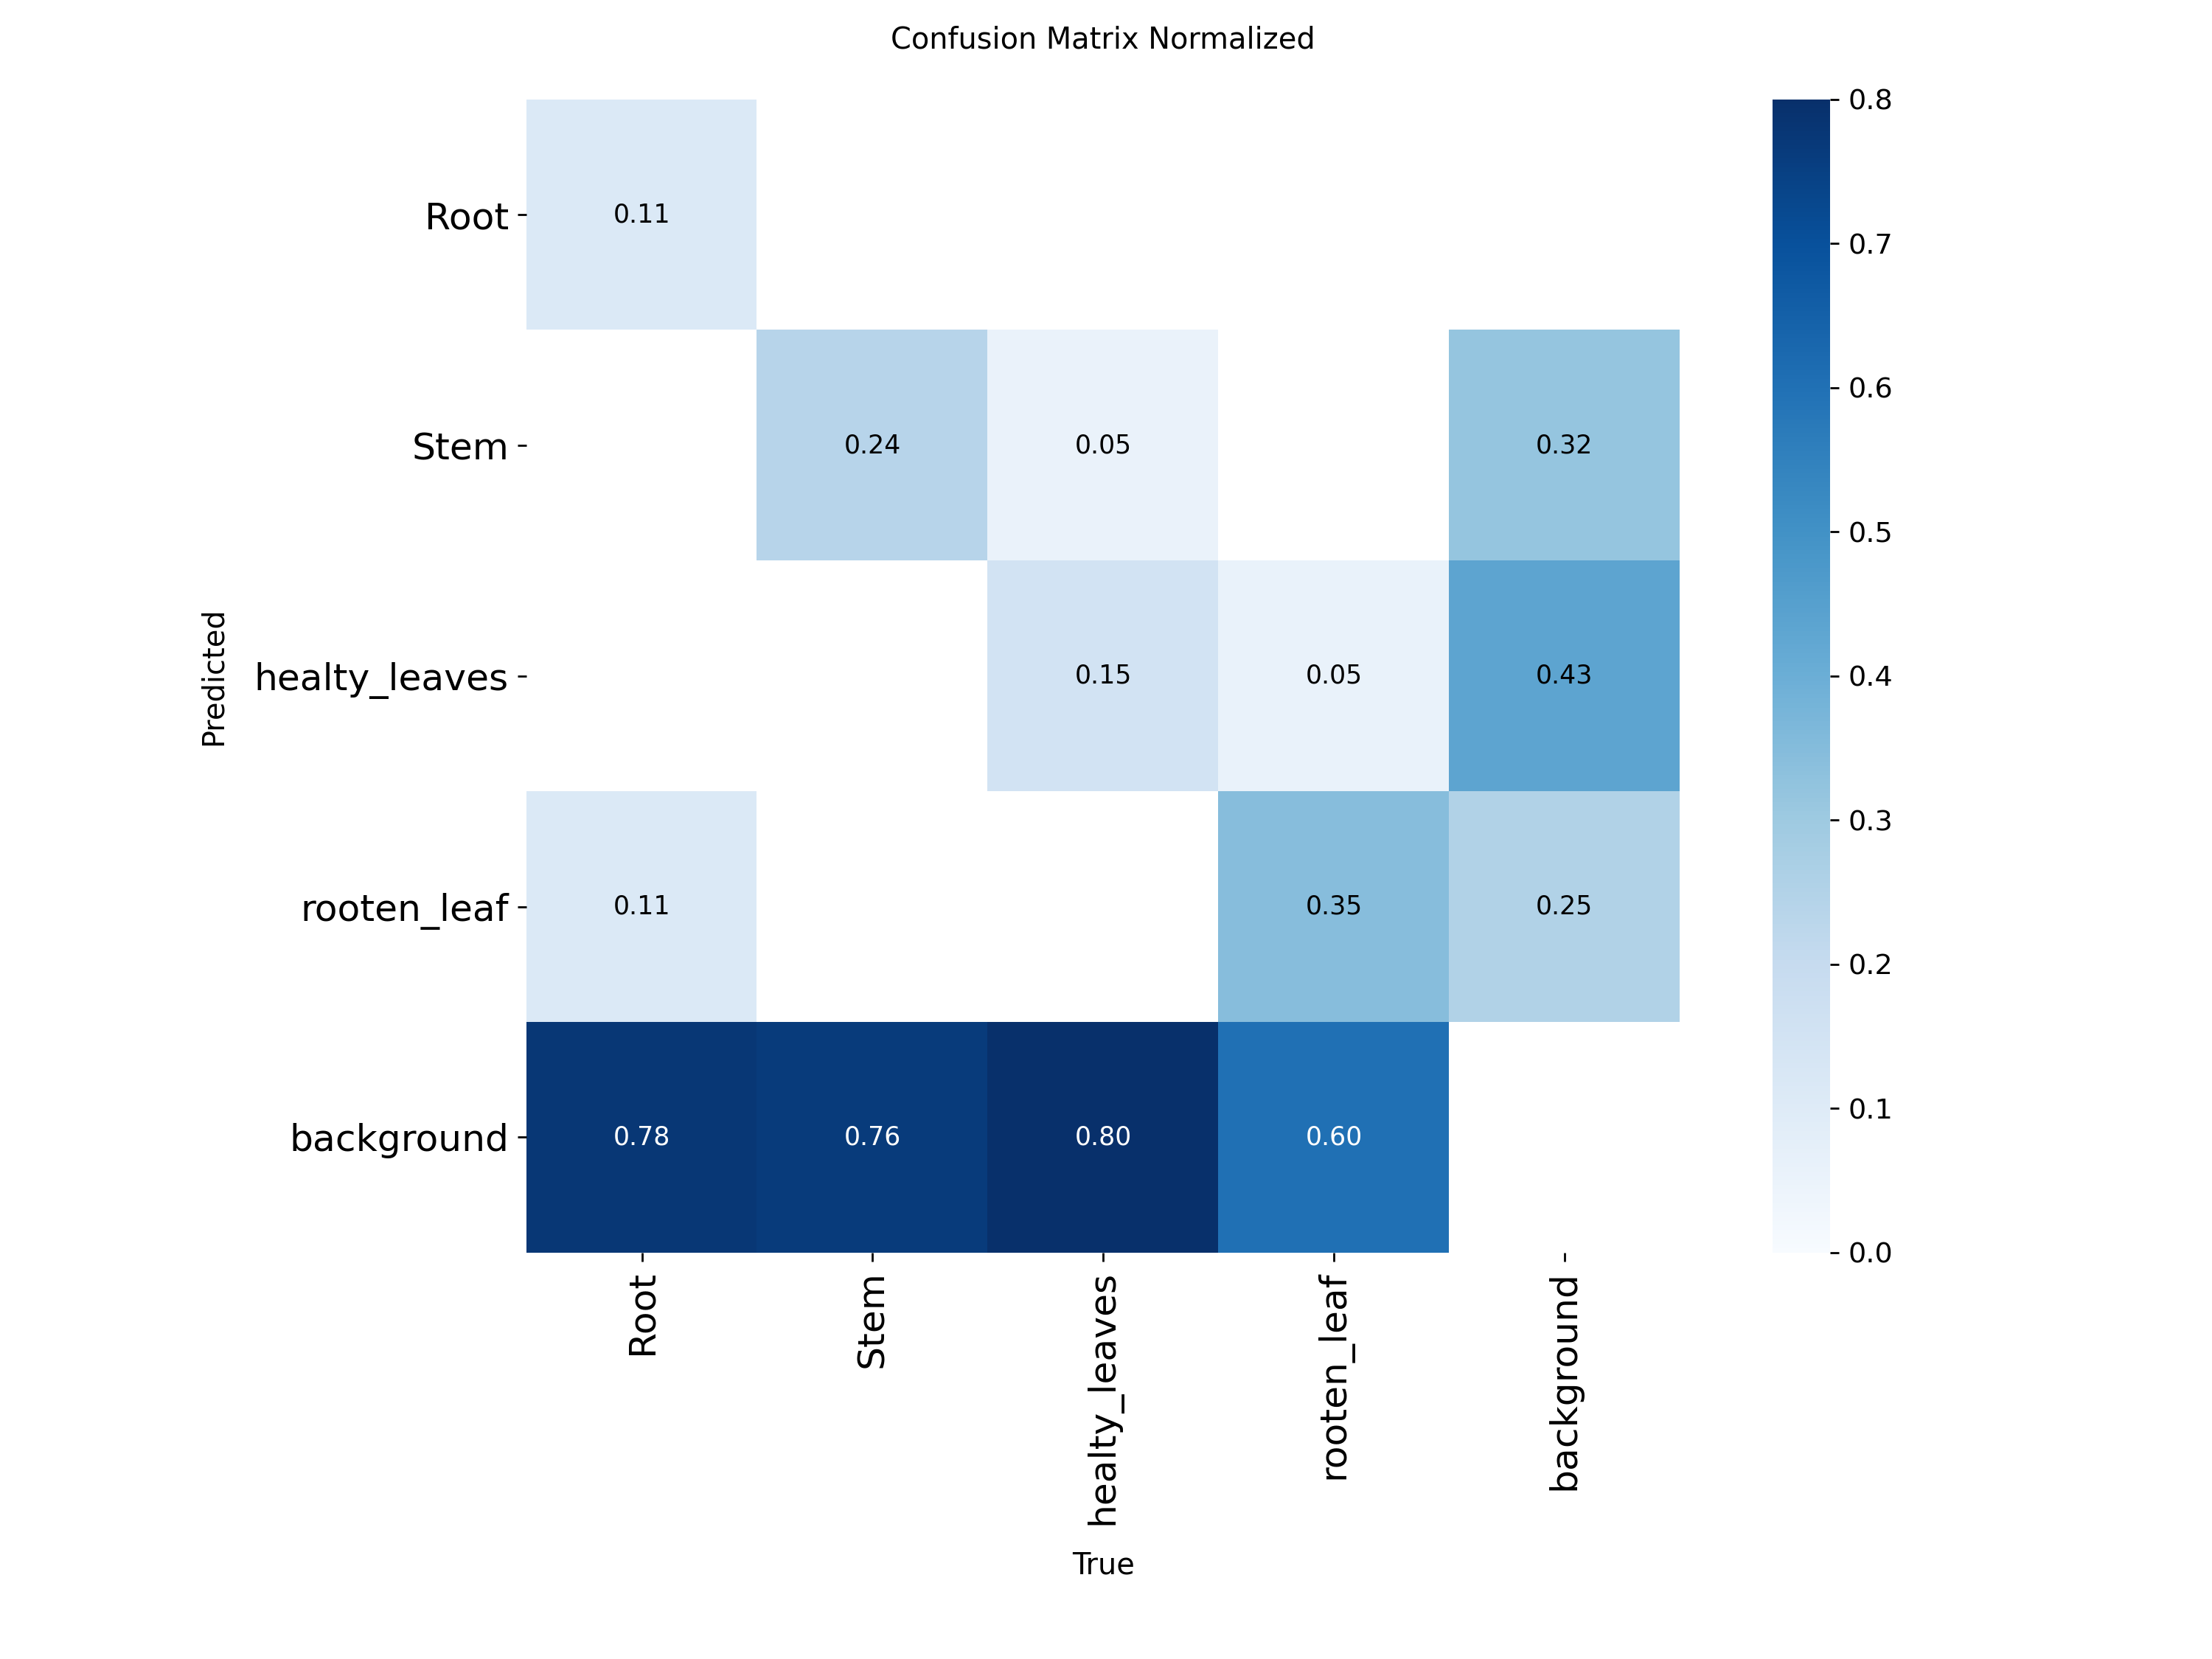 Confusion Matrix Normalized
Predicted
Root
Stem
healty_leaves
rooten_leaf
background
0.11
0.24 0.05 0.32
0.15 0.05 0.43
0.11 0.35 0.25
0.78 0.76 0.80 0.60
Root
Stem
healty_leaves
rooten_leaf
background
True
0.8
0.7
0.6
0.5
0.4
0.3
0.2
0.1
0.0